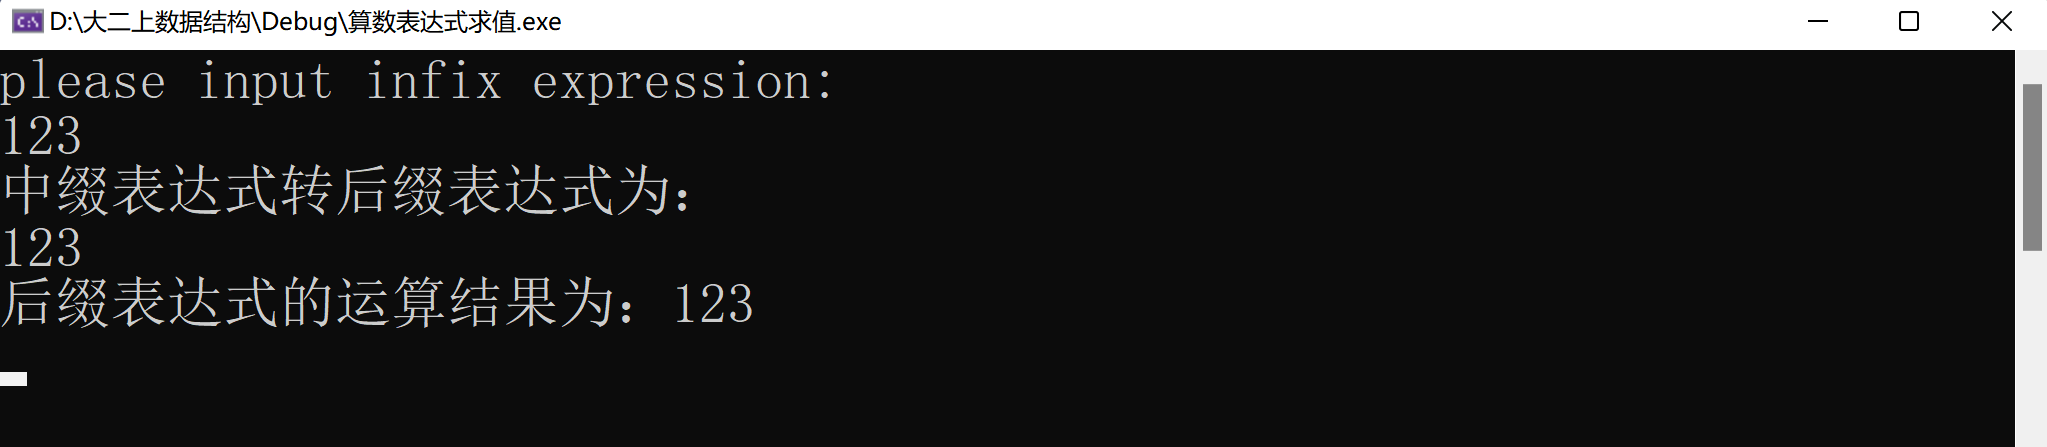 D:\大二上数据结构\Debug\算数表达式求值.exe
please input infix expression:
123
中缀表达式转后缀表达式为：
123
后缀表达式的运算结果为：123